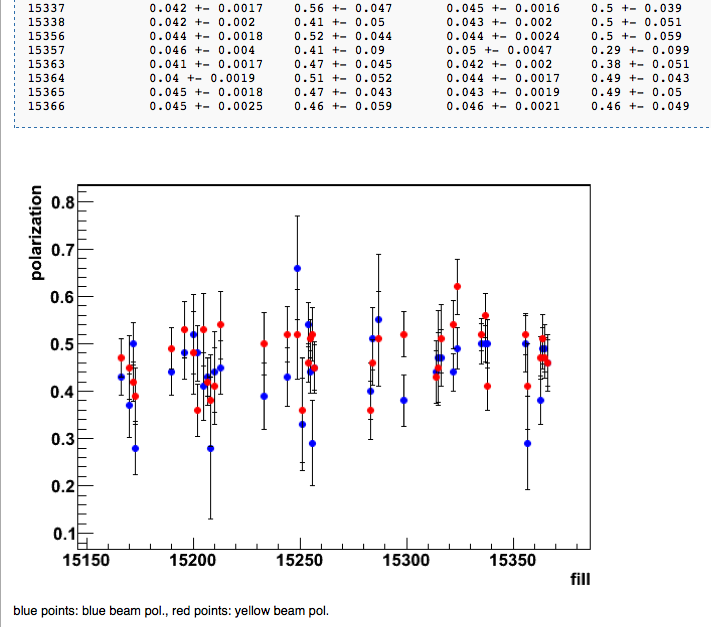 15337 0.042 +- 0.0017 0.56 +- 0.047 0.045 +- 0.0016 0.5 +- 0.039
15338 0.042 +- 0.002 0.41 +- 0.05 0.043 +- 0.002 0.5 +- 0.051
15356 0.044 +- 0.0018 0.52 +- 0.044 0.044 +- 0.0024 0.5 +- 0.059
15357 0.046 +- 0.004 0.41 +- 0.09 0.05 +- 0.0047 0.29 +- 0.099
15363 0.041 +- 0.0017 0.47 +- 0.045 0.042 +- 0.002 0.38 +- 0.051
15364 0.04 +- 0.0019 0.51 +- 0.052 0.044 +- 0.0017 0.49 +- 0.043
15365 0.045 +- 0.0018 0.47 +- 0.043 0.043 +- 0.0019 0.49 +- 0.05
15366 0.045 +- 0.0025 0.46 +- 0.059 0.046 +- 0.0021 0.46 +- 0.049
polarization
0.8
0.7
0.6
0.5
0.4
0.3
0.2
0.1
15150 15200 15250 15300 15350
fill
blue points: blue beam pol., red points: yellow beam pol.